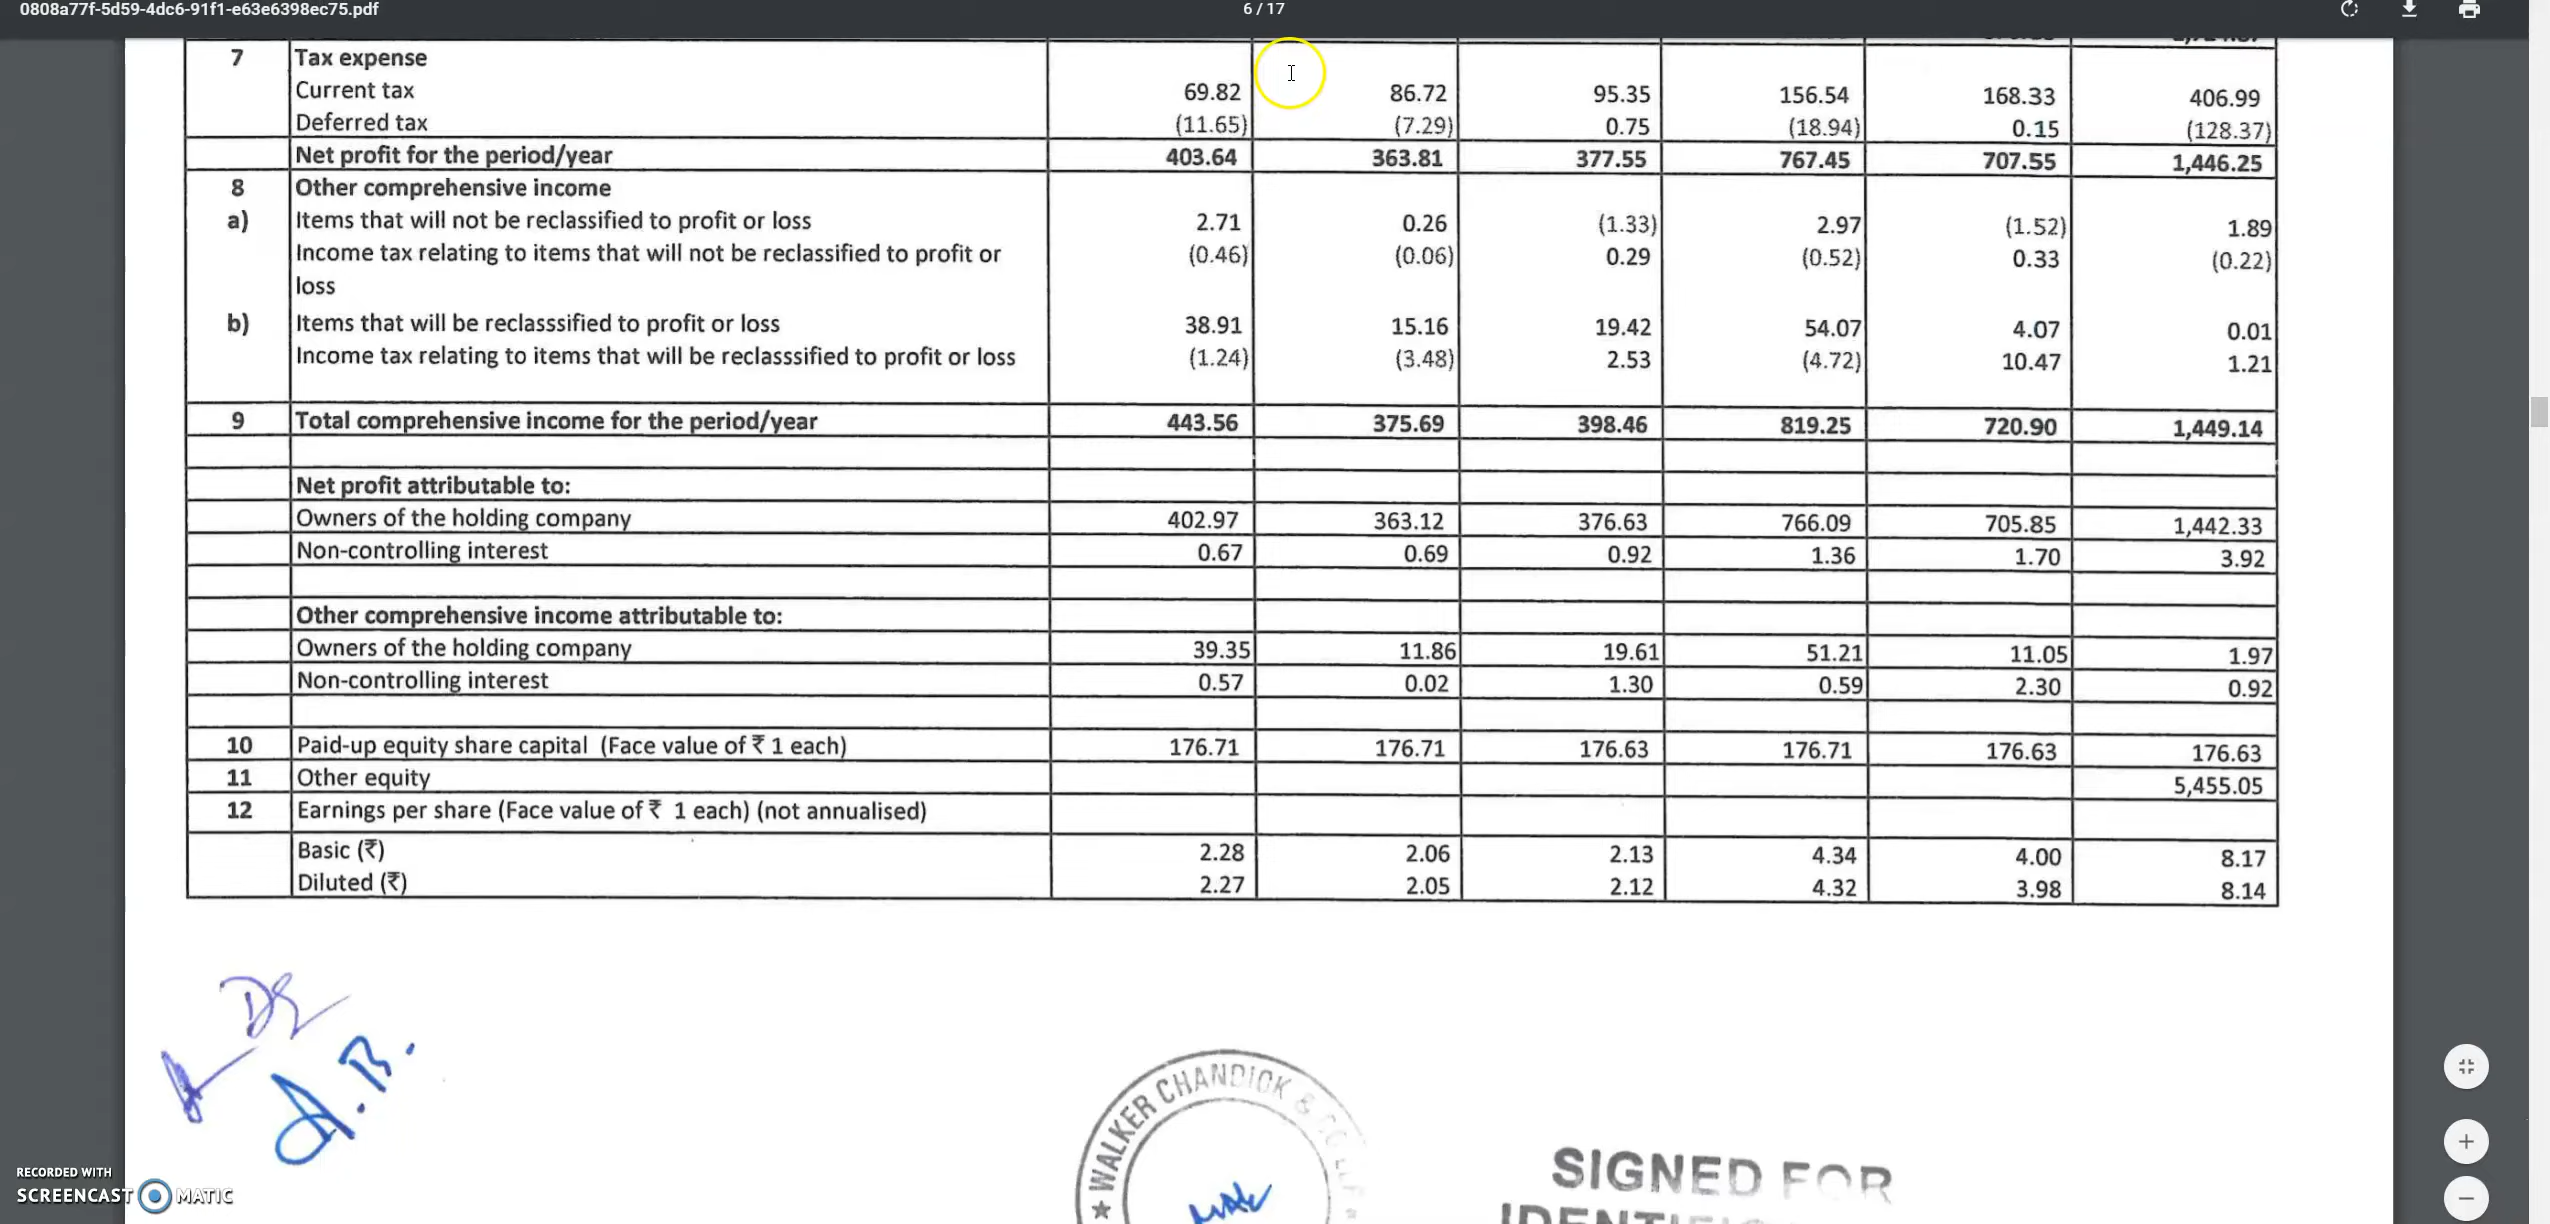 0808a77f-5d59-4dc6-91f1-e63e6398ec75.pdf 6 / 17
7 Tax expense
Current tax 69.82 86.72 95.35 156.54 168.33 406.99
Deferred tax (11.65) (7.29) 0.75 (18.94) 0.15 (128.37)
Net profit for the period/year 403.64 363.81 377.55 767.45 707.55 1,446.25
8 Other comprehensive income
a) Items that will not be reclassified to profit or loss 2.71 0.26 (1.33) 2.97 (1.52) 1.89
Income tax relating to items that will not be reclassified to profit or (0.46) (0.06) 0.29 (0.52) 0.33 (0.22)
loss
b) Items that will be reclasssified to profit or loss 38.91 15.16 19.42 54.07 4.07 0.01
Income tax relating to items that will be reclasssified to profit or loss (1.24) (3.48) 2.53 (4.72) 10.47 1.21
9 Total comprehensive income for the period/year 443.56 375.69 398.46 819.25 720.90 1,449.14
Net profit attributable to:
Owners of the holding company 402.97 363.12 376.63 766.09 705.85 1,442.33
Non-controlling interest 0.67 0.69 0.92 1.36 1.70 3.92
Other comprehensive income attributable to:
Owners of the holding company 39.35 11.86 19.61 51.21 11.05 1.97
Non-controlling interest 0.57 0.02 1.30 0.59 2.30 0.92
10 Paid-up equity share capital (Face value of ₹ 1 each) 176.71 176.71 176.63 176.71 176.63 176.63
11 Other equity 5,455.05
12 Earnings per share (Face value of ₹ 1 each) (not annualised)
Basic (₹) 2.28 2.06 2.13 4.34 4.00 8.17
Diluted (₹) 2.27 2.05 2.12 4.32 3.98 8.14
A.B.
★ WALKER CHANDIOK & CO
SIGNED FOR
RECORDED WITH
SCREENCAST MATIC